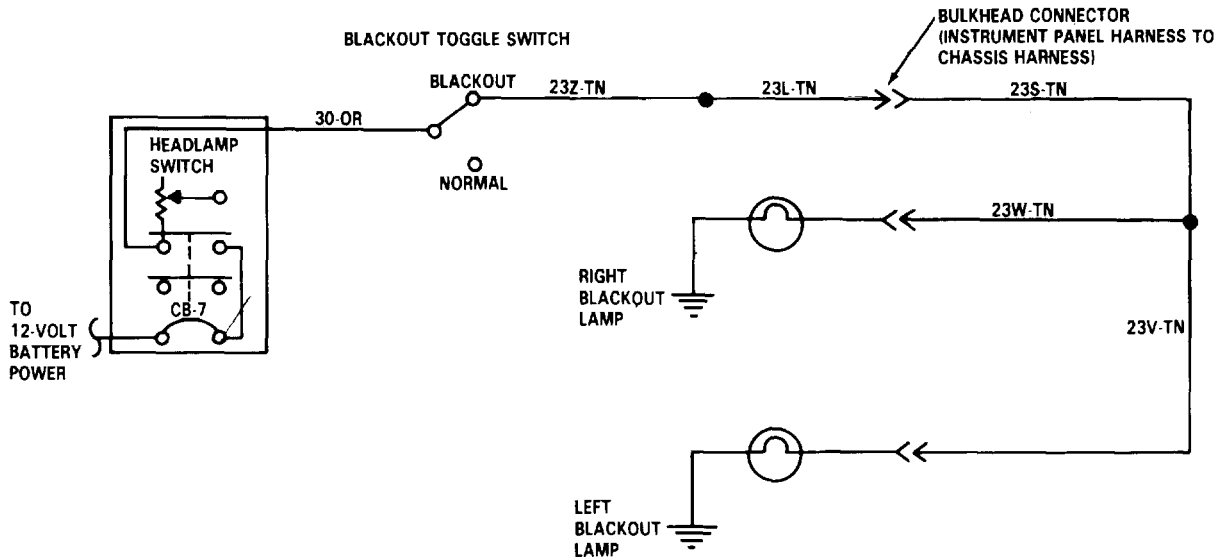 BULKHEAD CONNECTOR
(INSTRUMENT PANEL HARNESS TO
CHASSIS HARNESS)
BLACKOUT TOGGLE SWITCH
BLACKOUT
23Z-TN
23L-TN
23S-TN
30-OR
HEADLAMP
SWITCH
NORMAL
23W-TN
RIGHT
BLACKOUT
LAMP
CB-7
TO
12-VOLT
BATTERY
POWER
23V-TN
LEFT
BLACKOUT
LAMP